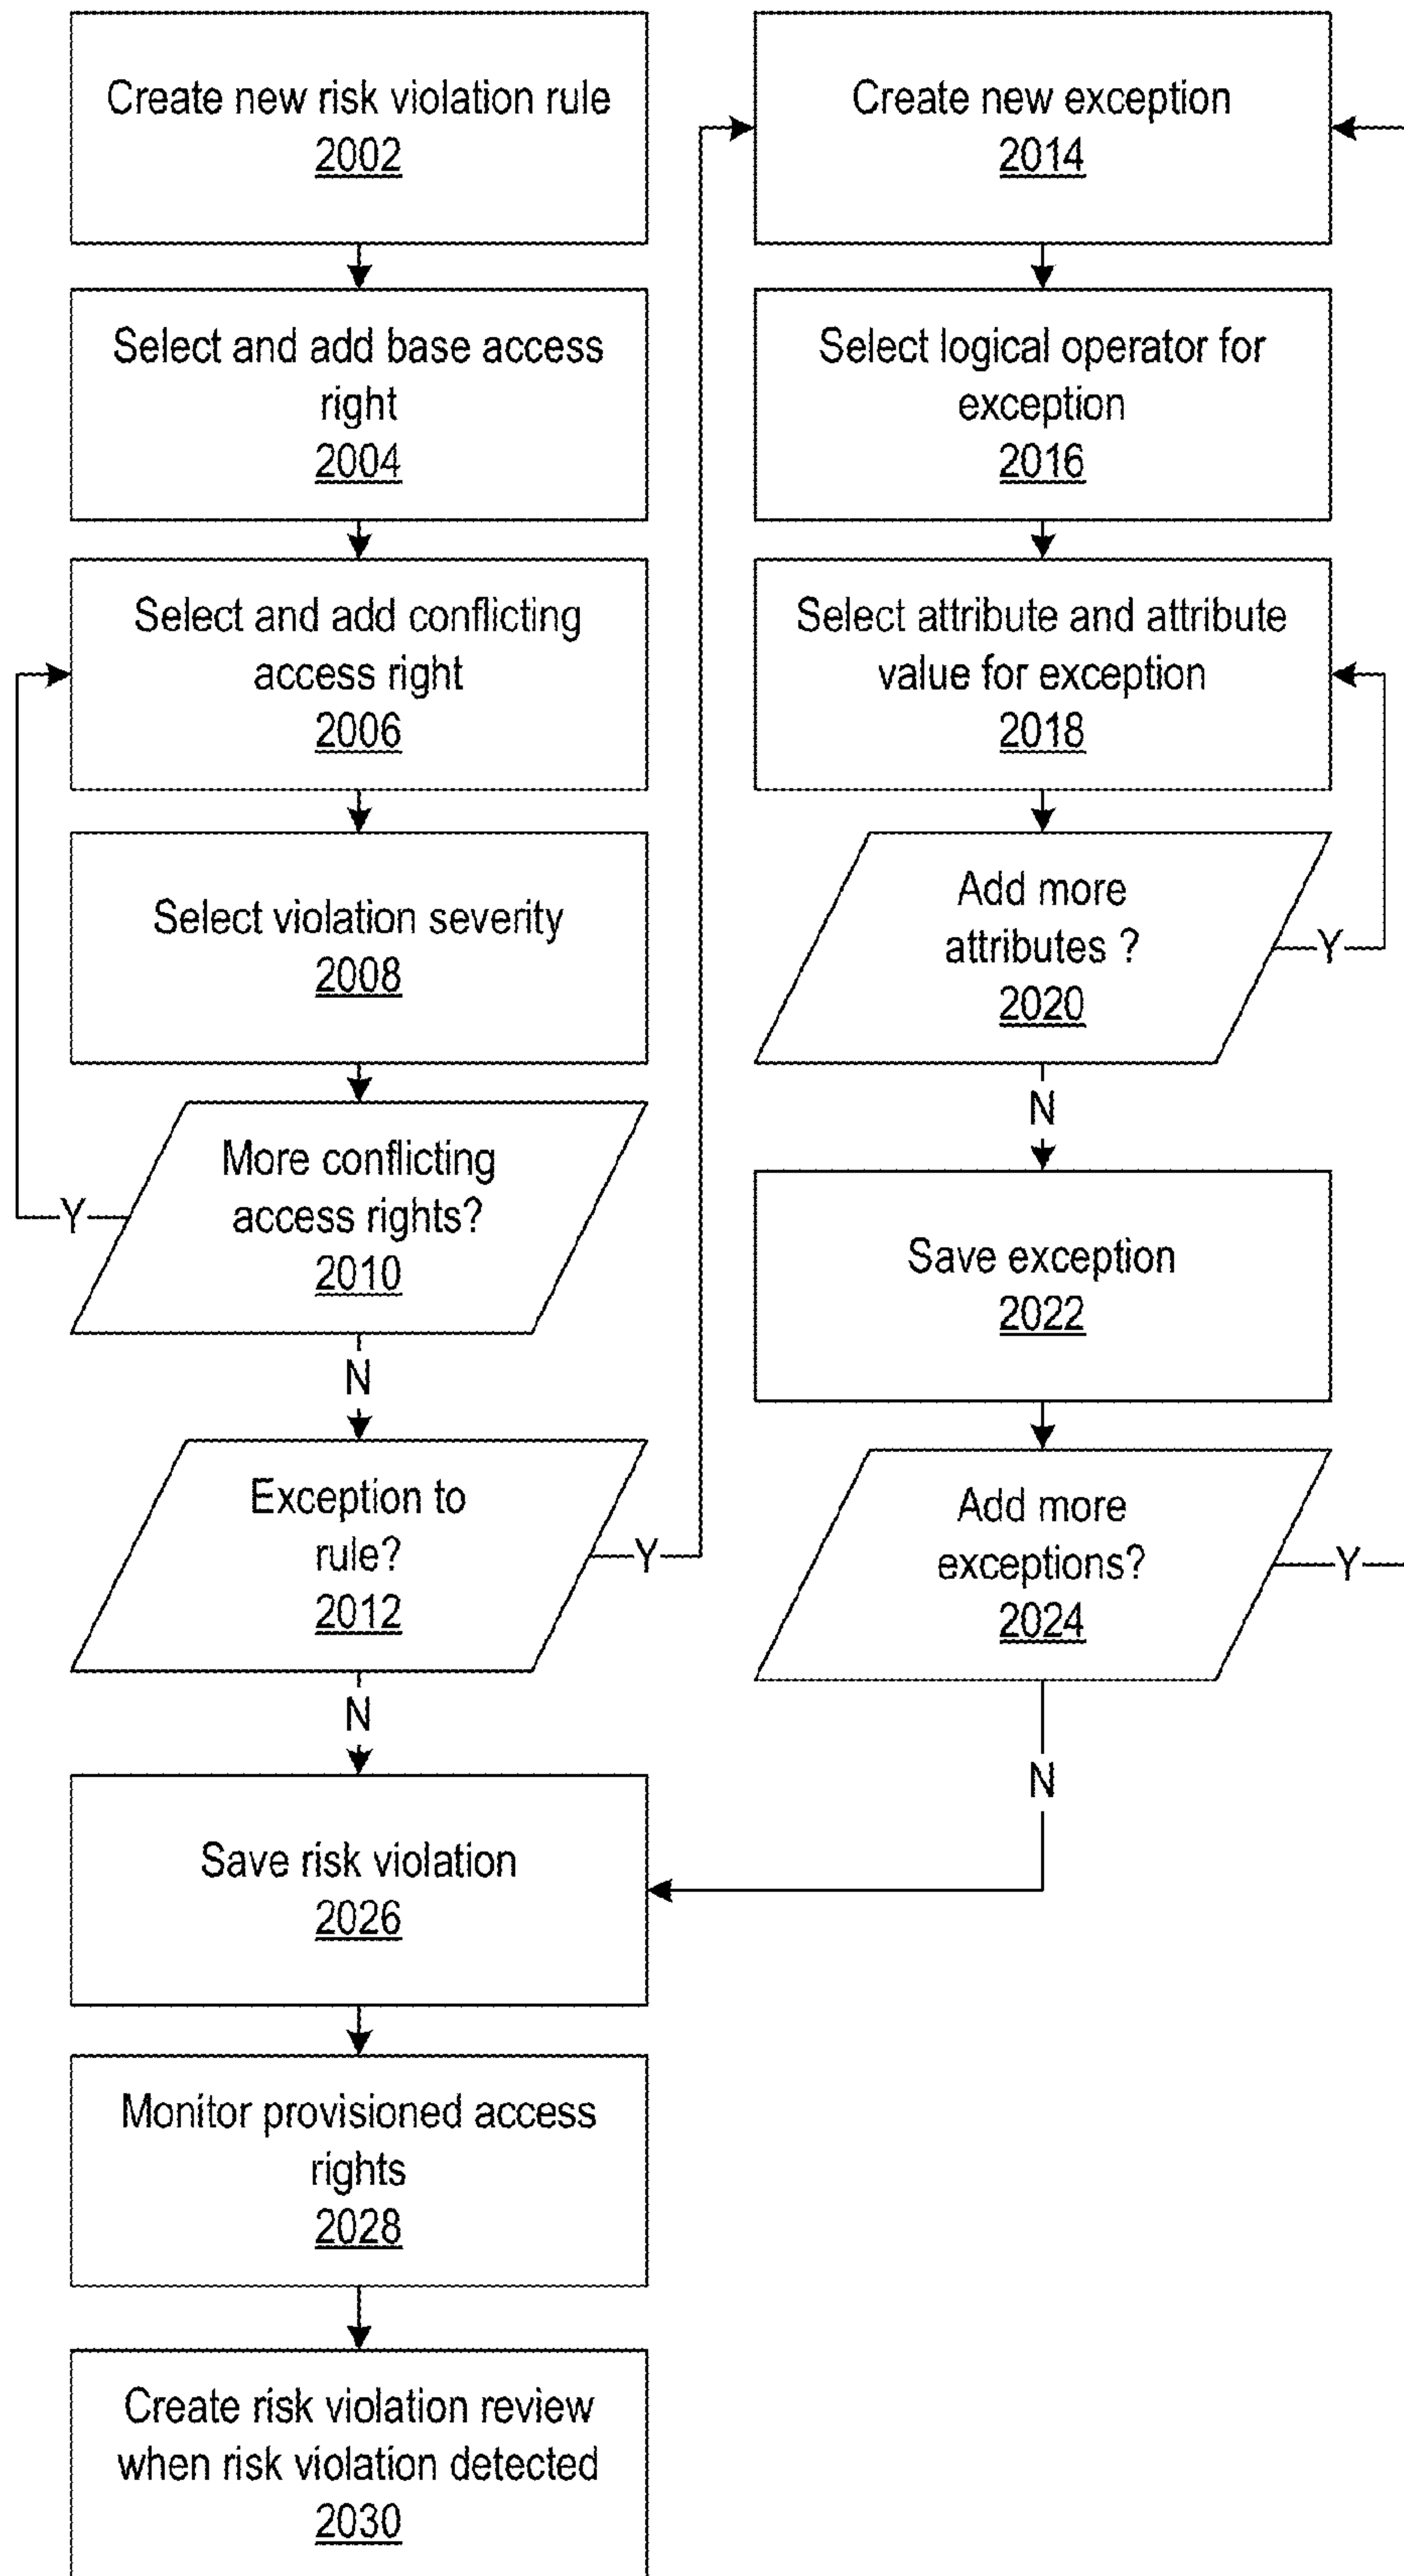 Create new risk violation rule
2002
Select and add base access
right
2004
Select and add conflicting
access right
2006
Select violation severity
2008
More conflicting
access rights?
2010
Y
N
Exception to
rule?
2012
Y
N
Save risk violation
2026
Monitor provisioned access
rights
2028
Create risk violation review
when risk violation detected
2030
Create new exception
2014
Select logical operator for
exception
2016
Select attribute and attribute
value for exception
2018
Add more
attributes ?
2020
Y
N
Save exception
2022
Add more
exceptions?
2024
Y
N